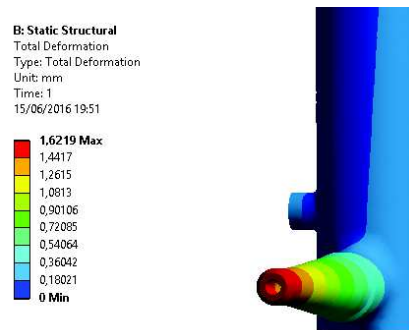 B: Static Structural
Total Deformation
Type: Total Deformation
Unit: mm
Time: 1
15/06/2016 19:51
1,6219 Max
1,4417
1,2615
1,0813
0,90106
0,72085
0,54064
0,36042
0,18021
0 Min